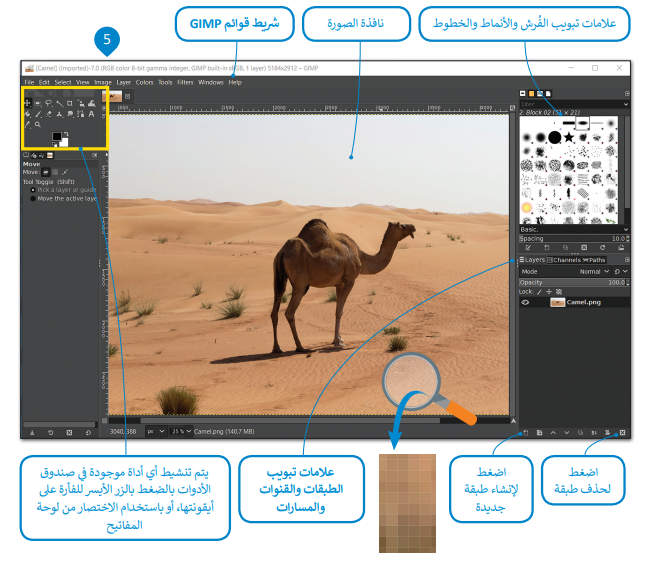 علامات تبويب الفُرش والأنماط والخطوط
نافذة الصورة
شريط قوائم GIMP
5
[Camel] (imported)-7.0 (RGB color 8-bit gamma integer, GIMP built-in sRGB, 1 layer) 5184x2912 – GIMP
File Edit Select View Image Layer Colors Tools Filters Windows Help
Move
Move:
Tool Toggle (Shift)
Pick a layer or guide
Move the active laye
2. Block 02 (51 × 21)
Basic.
Spacing 10.0
Layers Channels Paths
Mode Normal
Opacity 100.0
Lock:
Camel.png
3040, 388 px 25 % Camel.png (140.7 MB)
يتم تنشيط أي أداة موجودة في صندوق
الأدوات بالضغط بالزر الأيسر للفأرة على
أيقونتها، أو باستخدام الاختصار من لوحة
المفاتيح
علامات تبويب
الطبقات والقنوات
والمسارات
اضغط
لإنشاء طبقة
جديدة
اضغط
لحذف طبقة